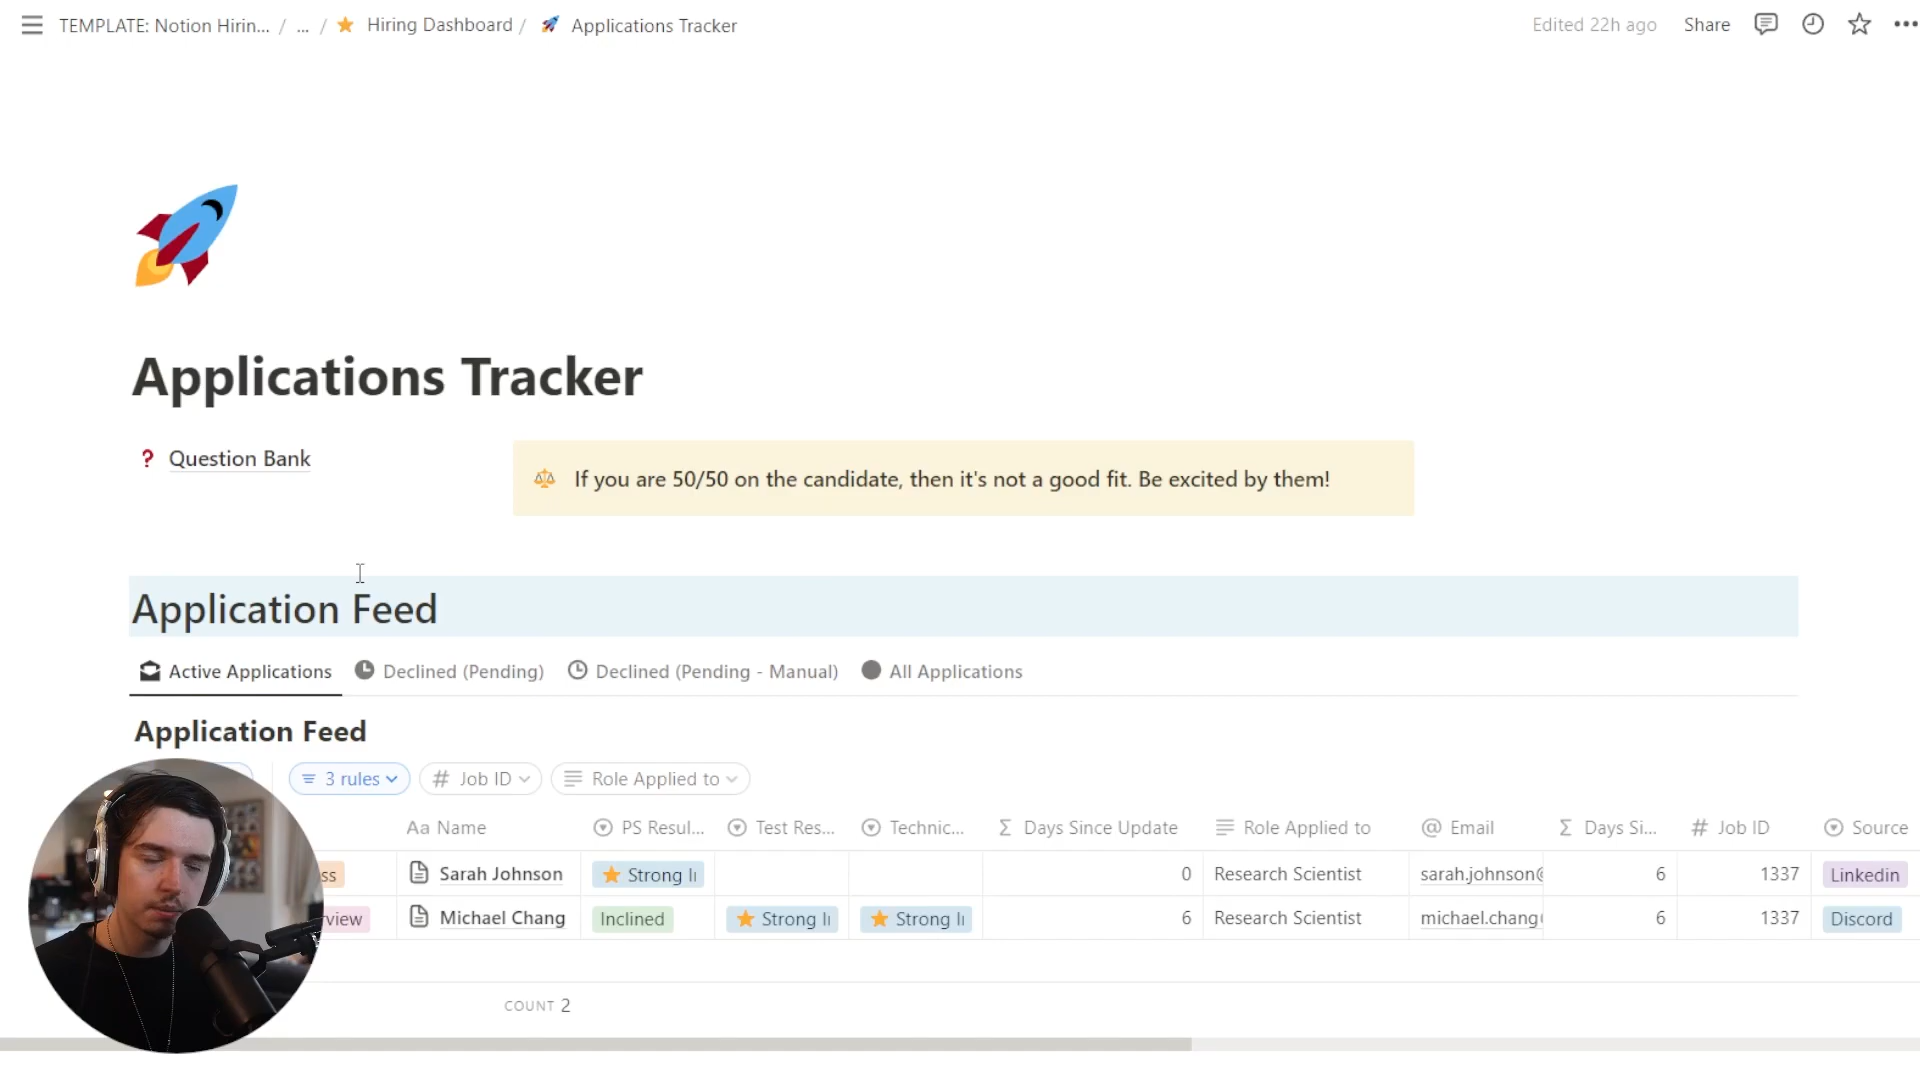 TEMPLATE: Notion Hirin... / ... / Hiring Dashboard / Applications Tracker
Edited 22h ago Share
Applications Tracker
? Question Bank
If you are 50/50 on the candidate, then it's not a good fit. Be excited by them!
Application Feed
Active Applications Declined (Pending) Declined (Pending - Manual) All Applications
Application Feed
3 rules # Job ID Role Applied to
Aa Name PS Resul... Test Res... Technic... Σ Days Since Update Role Applied to @ Email Σ Days Si... # Job ID Source
ss Sarah Johnson Strong Ii 0 Research Scientist sarah.johnson@ 6 1337 Linkedin
rview Michael Chang Inclined Strong Ii Strong Ii 6 Research Scientist michael.chang 6 1337 Discord
COUNT 2